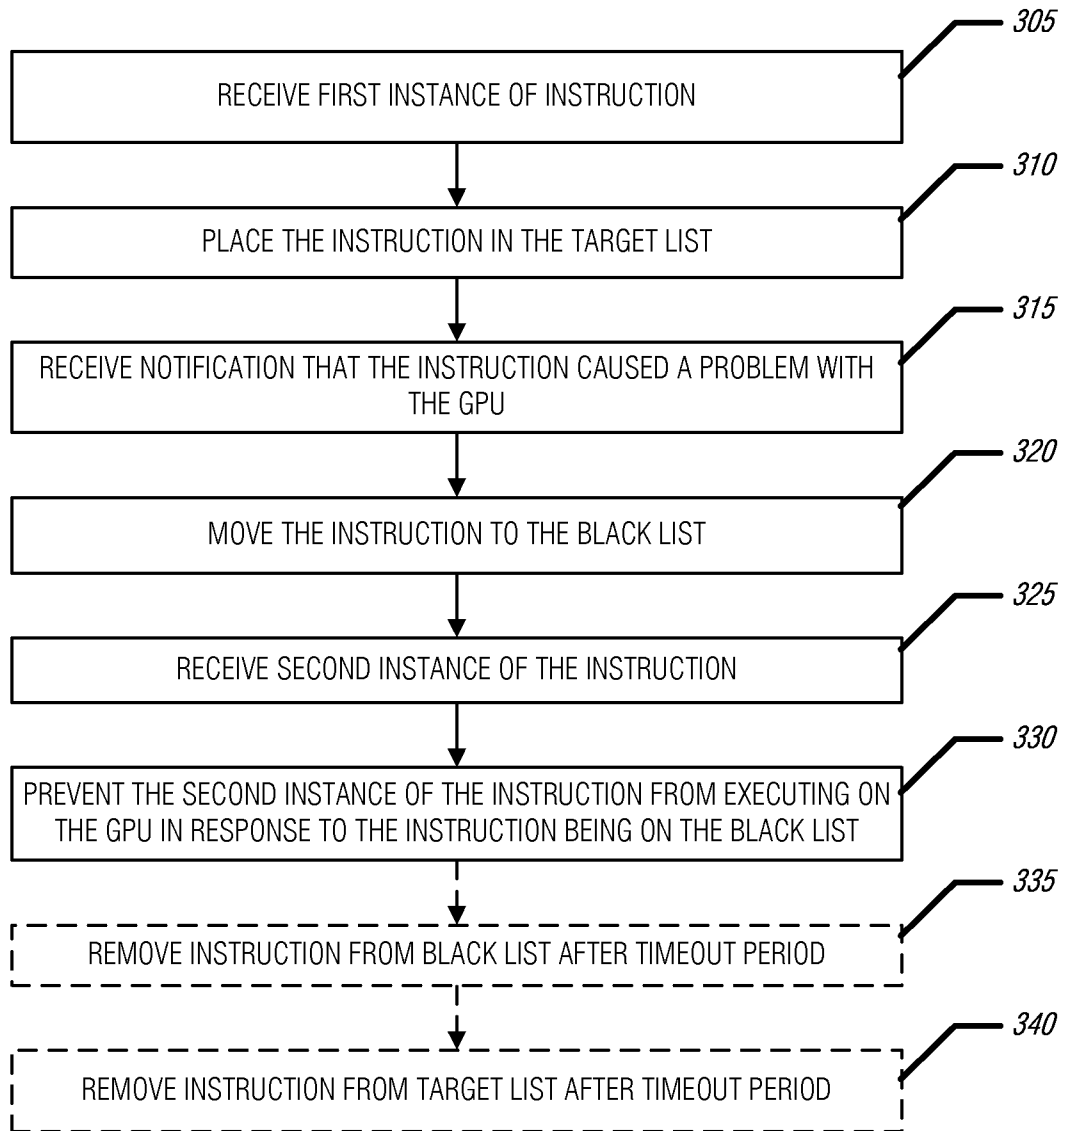 305
RECEIVE FIRST INSTANCE OF INSTRUCTION
310
PLACE THE INSTRUCTION IN THE TARGET LIST
315
RECEIVE NOTIFICATION THAT THE INSTRUCTION CAUSED A PROBLEM WITH
THE GPU
320
MOVE THE INSTRUCTION TO THE BLACK LIST
325
RECEIVE SECOND INSTANCE OF THE INSTRUCTION
330
PREVENT THE SECOND INSTANCE OF THE INSTRUCTION FROM EXECUTING ON
THE GPU IN RESPONSE TO THE INSTRUCTION BEING ON THE BLACK LIST
335
REMOVE INSTRUCTION FROM BLACK LIST AFTER TIMEOUT PERIOD
340
REMOVE INSTRUCTION FROM TARGET LIST AFTER TIMEOUT PERIOD